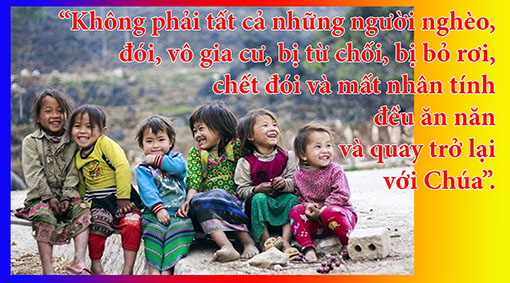 “Không phải tất cả những người nghèo,
đói, vô gia cư, bị từ chối, bị bỏ rơi,
chết đói và mất nhân tính
đều ăn năn
và quay trở lại
với Chúa”.